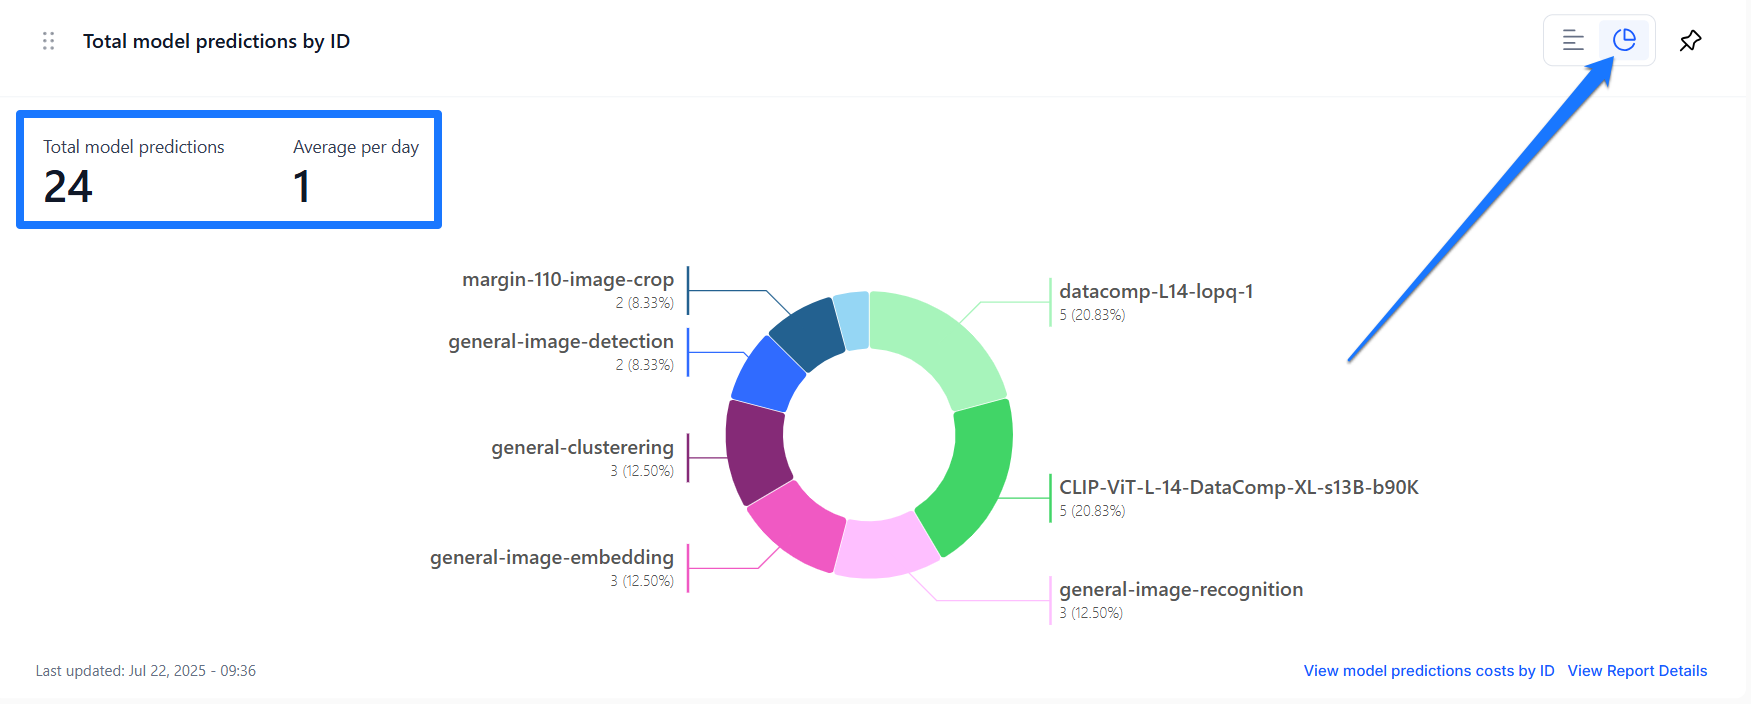 Total model predictions by ID
Total model predictions
24
Average per day
1
margin-110-image-crop
2 (8.33%)
general-image-detection
2 (8.33%)
general-clusterering
3 (12.50%)
general-image-embedding
3 (12.50%)
datacomp-L14-lopq-1
5 (20.83%)
CLIP-ViT-L-14-DataComp-XL-s13B-b90K
5 (20.83%)
general-image-recognition
3 (12.50%)
Last updated: Jul 22, 2025 - 09:36
View model predictions costs by ID View Report Details